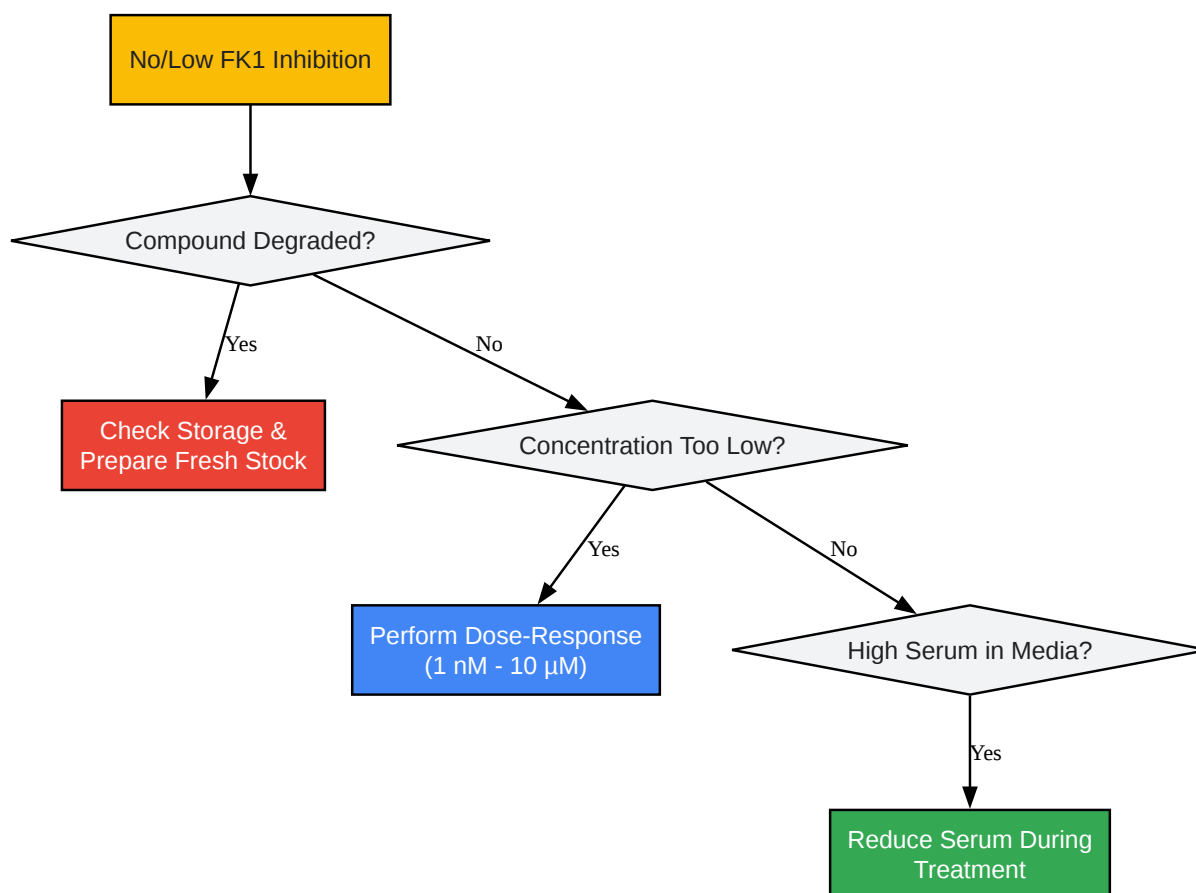 No/Low FK1 Inhibition
Compound Degraded?
Yes
No
Check Storage &
Prepare Fresh Stock
Concentration Too Low?
Yes
No
Perform Dose-Response
(1 nM - 10 µM)
High Serum in Media?
Yes
Reduce Serum During
Treatment